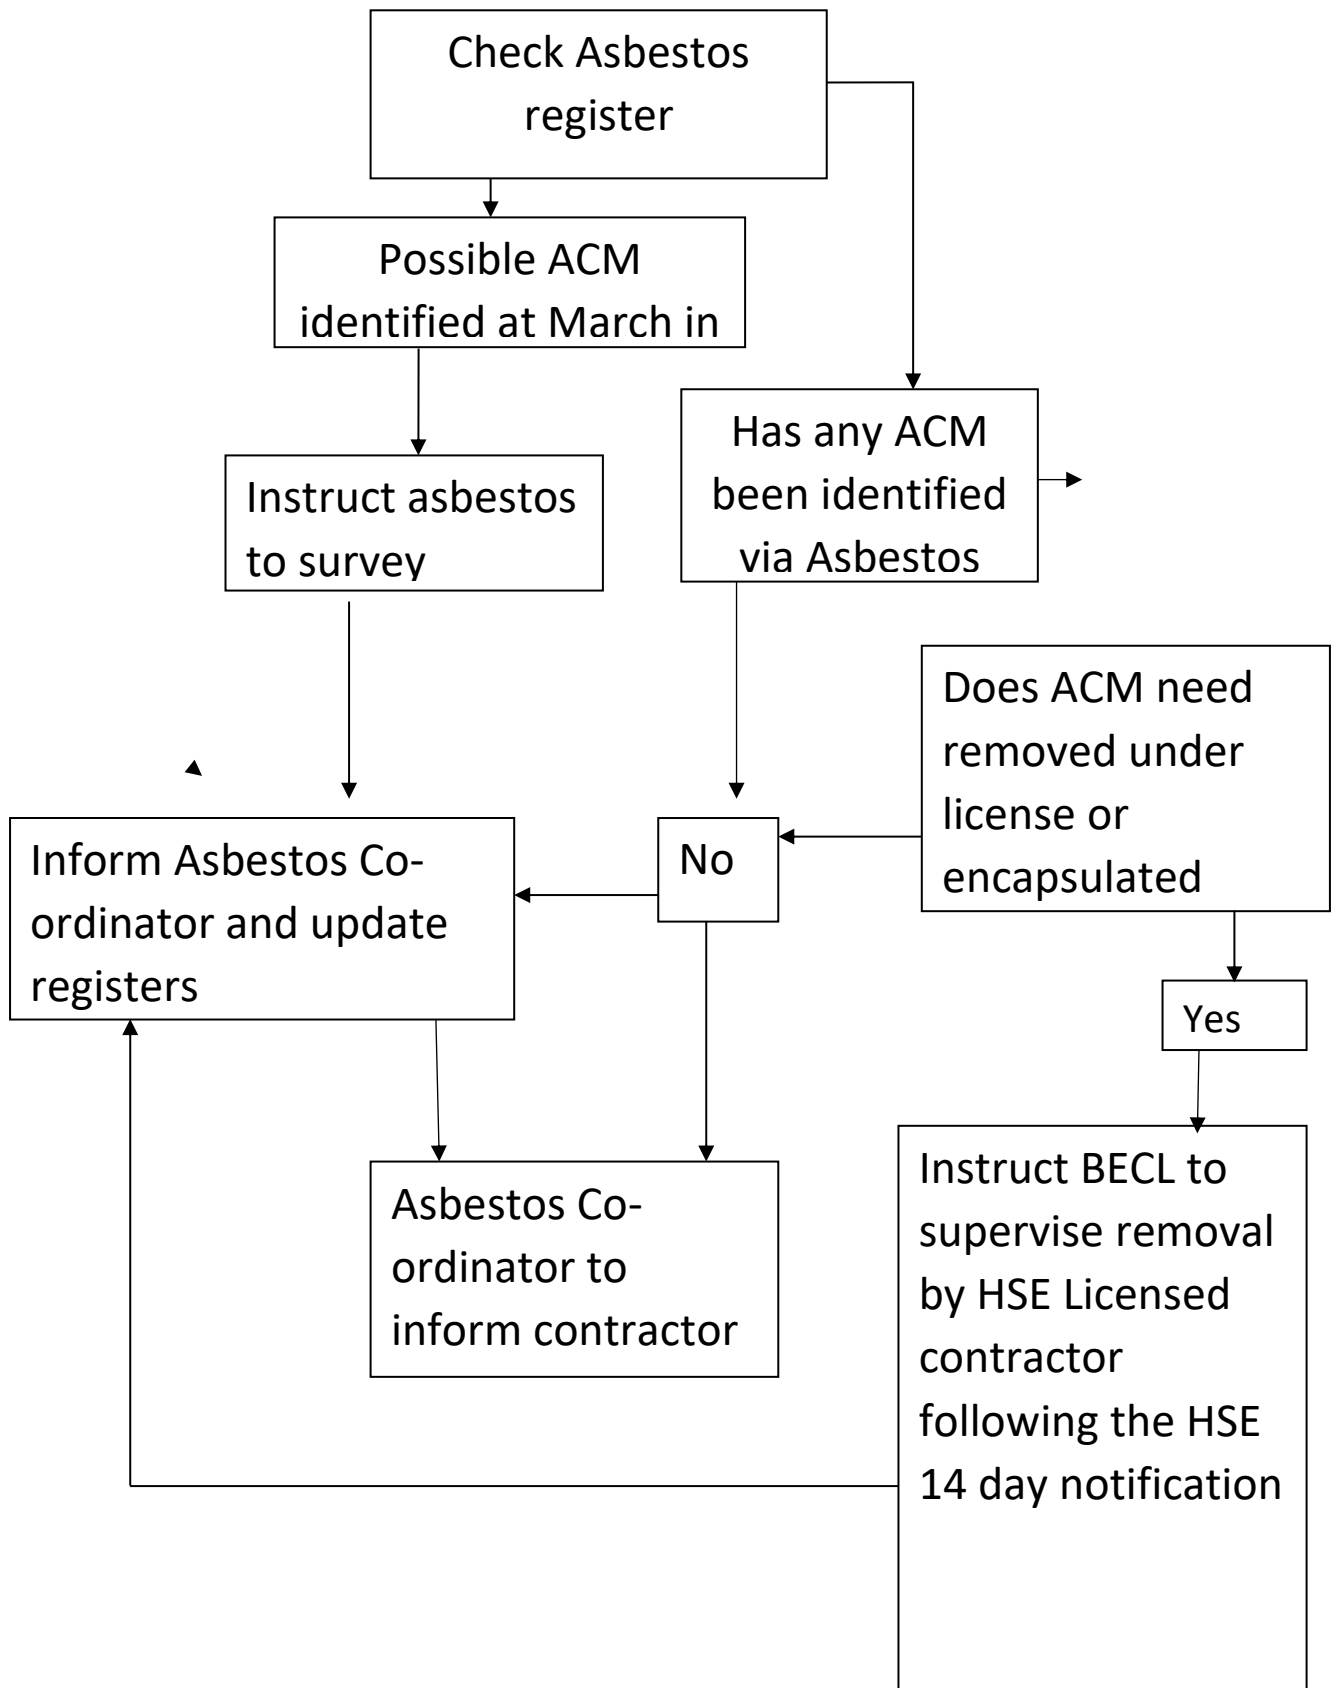 Check Asbestos
register
Possible ACM
identified at March in
Has any ACM
been identified
via Asbestos
Instruct asbestos
to survey
Does ACM need
removed under
license or
encapsulated
Inform Asbestos Co-
ordinator and update
registers
No
Yes
Asbestos Co-
ordinator to
inform contractor
Instruct BECL to
supervise removal
by HSE Licensed
contractor
following the HSE
14 day notification